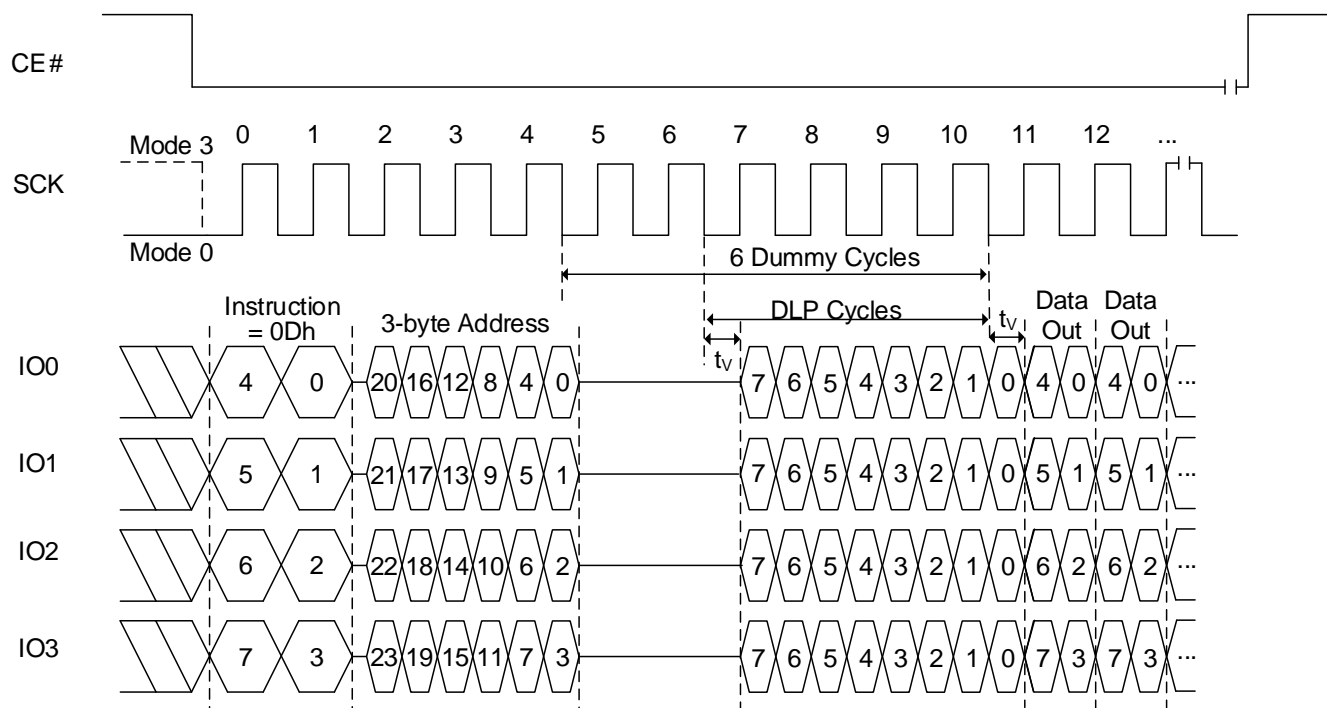 CE#
0 1 2 3 4 5 6 7 8 9 10 11 12 ...
Mode 3
SCK
Mode 0
6 Dummy Cycles
Instruction
= 0Dh
3-byte Address
DLP Cycles
tV
Data
Out
Data
Out
tV
IO0 4 0 20 16 12 8 4 0 7 6 5 4 3 2 1 0 4 0 4 0 ...
IO1 5 1 21 17 13 9 5 1 7 6 5 4 3 2 1 0 5 1 5 1 ...
IO2 6 2 22 18 14 10 6 2 7 6 5 4 3 2 1 0 6 2 6 2 ...
IO3 7 3 23 19 15 11 7 3 7 6 5 4 3 2 1 0 7 3 7 3 ...